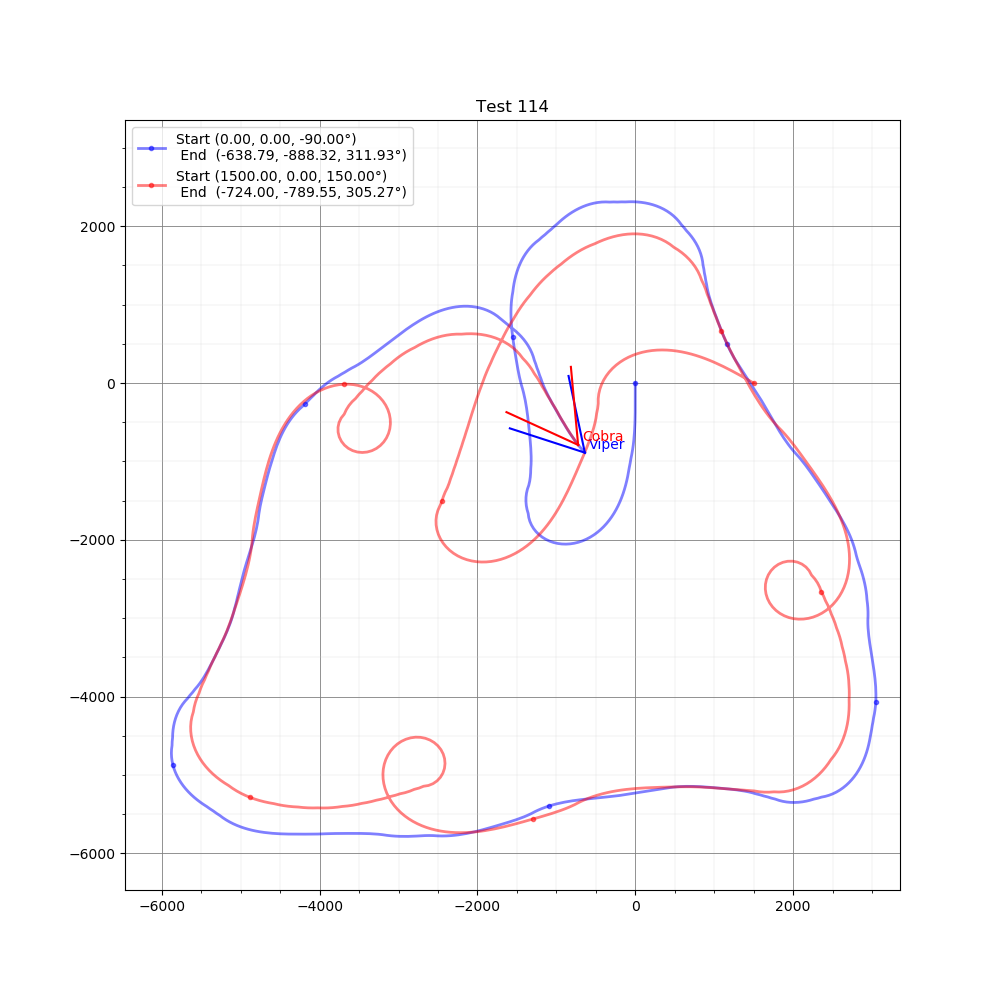 Test 114
Start (0.00, 0.00, -90.00°)
End (-638.79, -888.32, 311.93°)
Start (1500.00, 0.00, 150.00°)
End (-724.00, -789.55, 305.27°)
2000
0
−2000
−4000
−6000
Cobra
Viper
−6000 −4000 −2000 0 2000